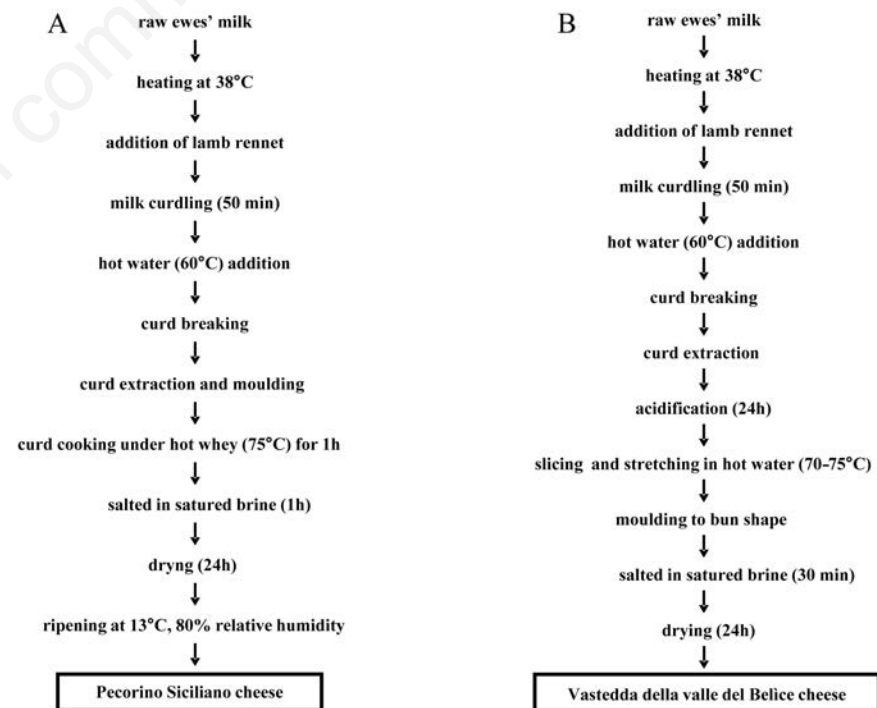 A
raw ewes' milk
heating at 38°C
addition of lamb rennet
milk curdling (50 min)
hot water (60°C) addition
curd breaking
curd extraction and moulding
curd cooking under hot whey (75°C) for 1h
salted in satured brine (1h)
dryng (24h)
ripening at 13°C, 80% relative humidity
Pecorino Siciliano cheese
B
raw ewes' milk
heating at 38°C
addition of lamb rennet
milk curdling (50 min)
hot water (60°C) addition
curd breaking
curd extraction
acidification (24h)
slicing and stretching in hot water (70-75°C)
moulding to bun shape
salted in satured brine (30 min)
drying (24h)
Vastedda della valle del Belìce cheese